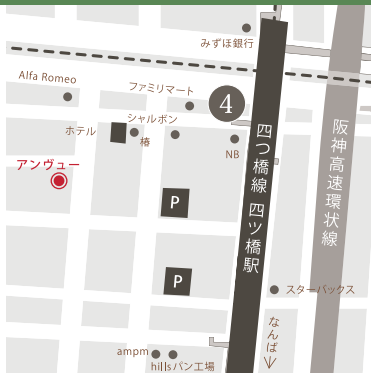 みずほ銀行
Alfa Romeo
ファミリマート
4
シャルボン
ホテル
椿
NB
アンヴュー
P
P
四つ橋線 四ツ橋駅
阪神高速環状線
スターバックス
なんば
ampm
hillsパン工場